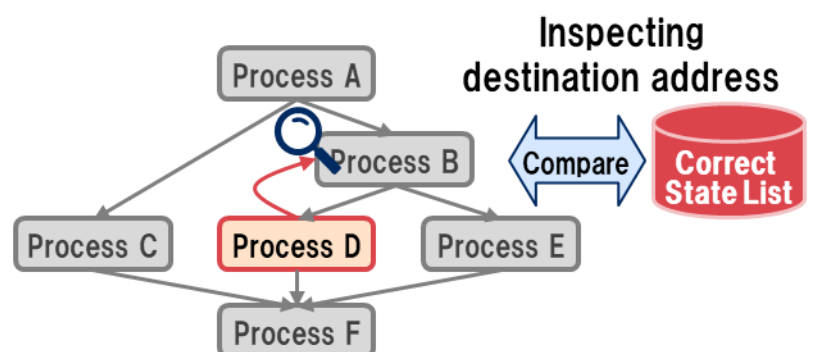 Inspecting
destination address
Process A
Process B
Compare
Correct
State List
Process C
Process D
Process E
Process F